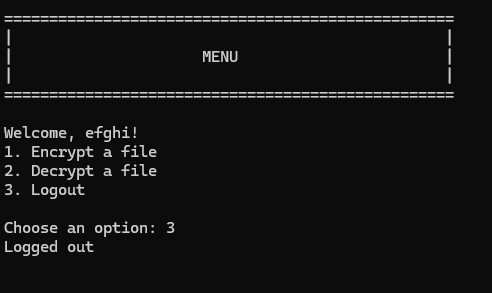 ==================================================
|                                                |
|                     MENU                       |
|                                                |
==================================================
Welcome, efghi!
1. Encrypt a file
2. Decrypt a file
3. Logout
Choose an option: 3
Logged out